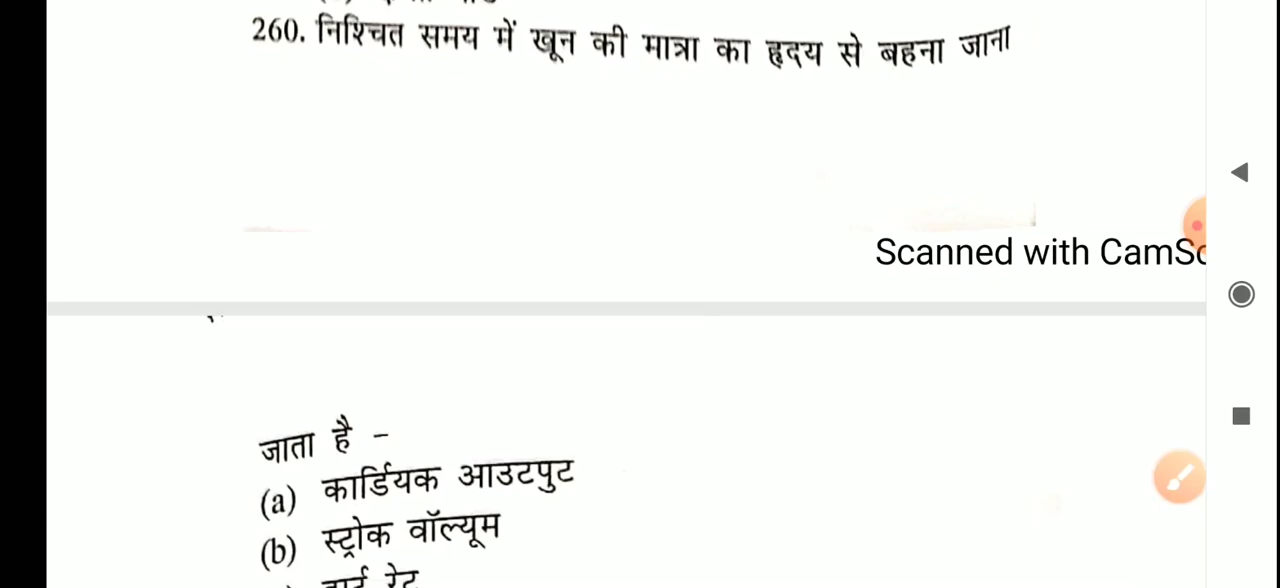 260. निश्चित समय में खून की मात्रा का हृदय से बहना जाना
Scanned with CamSc
जाता है -
(a) कार्डियक आउटपुट
(b) स्ट्रोक वॉल्यूम
हार्ट रेट